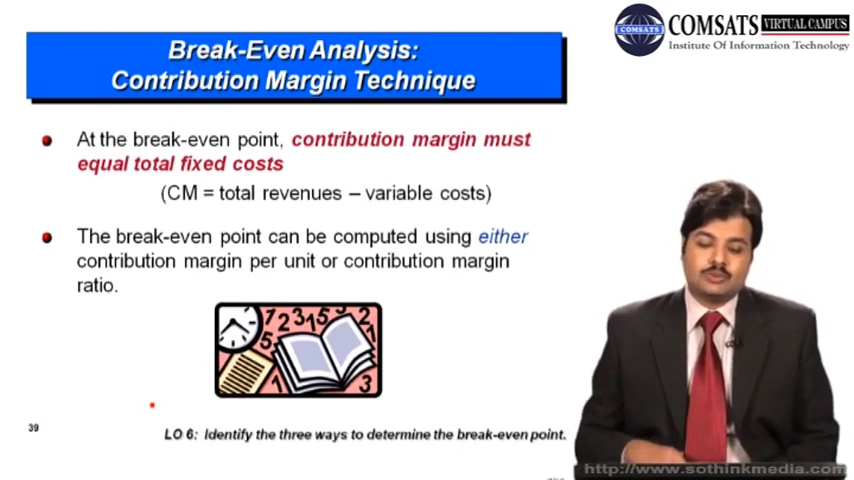 Break-Even Analysis:
Contribution Margin Technique
COMSATS VIRTUAL CAMPUS
Institute Of Information Technology
COMSATS
At the break-even point, contribution margin must
equal total fixed costs
(CM = total revenues – variable costs)
The break-even point can be computed using either
contribution margin per unit or contribution margin
ratio.
39
LO 6: Identify the three ways to determine the break-even point.
http://www.sothinkmedia.com